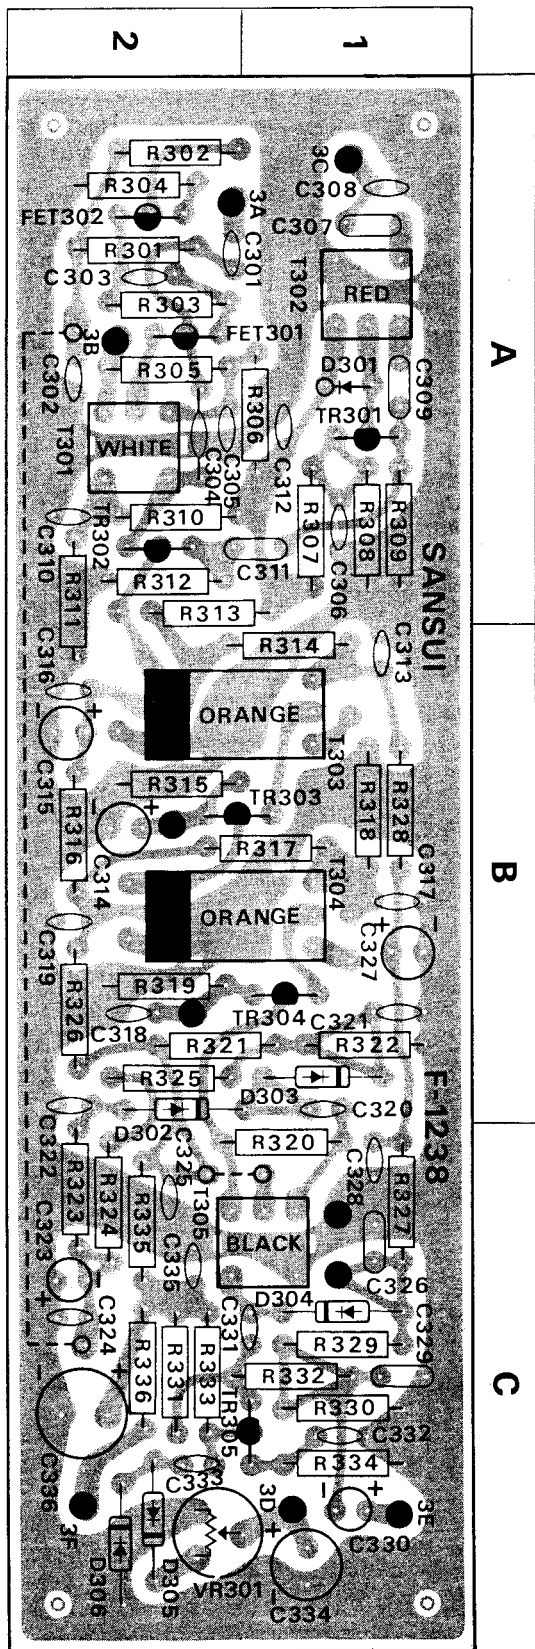 2
1
R302
3C
R304
C308
FET302
3A
C307
R301
C301
C303
T302
RED
R303
3B
FET301
A
C302
R305
D301
C309
T301
WHITE
R306
TR301
C304
C305
C312
C310
TR302
R310
R307
C306
R308
R309
C311
R312
R311
SANSUI
R313
C316
R314
C313
-
+
ORANGE
T303
C315
R315
-
+
TR303
R316
C314
R318
R328
R317
T304
C317
B
+
-
ORANGE
C327
C319
R319
R326
C318
TR304
C321
R321
R322
R325
D303
F-1238
C322
D302
C320
C325
R320
R323
R324
R335
T305
C328
R327
C323
-
+
C335
BLACK
C326
C324
D304
C331
R329
C329
-
+
R336
R331
R333
R332
C
TR305
R330
C332
C336
C333
R334
3F
3D
+
-
+
3E
C330
D306
D305
VR301
-
C334